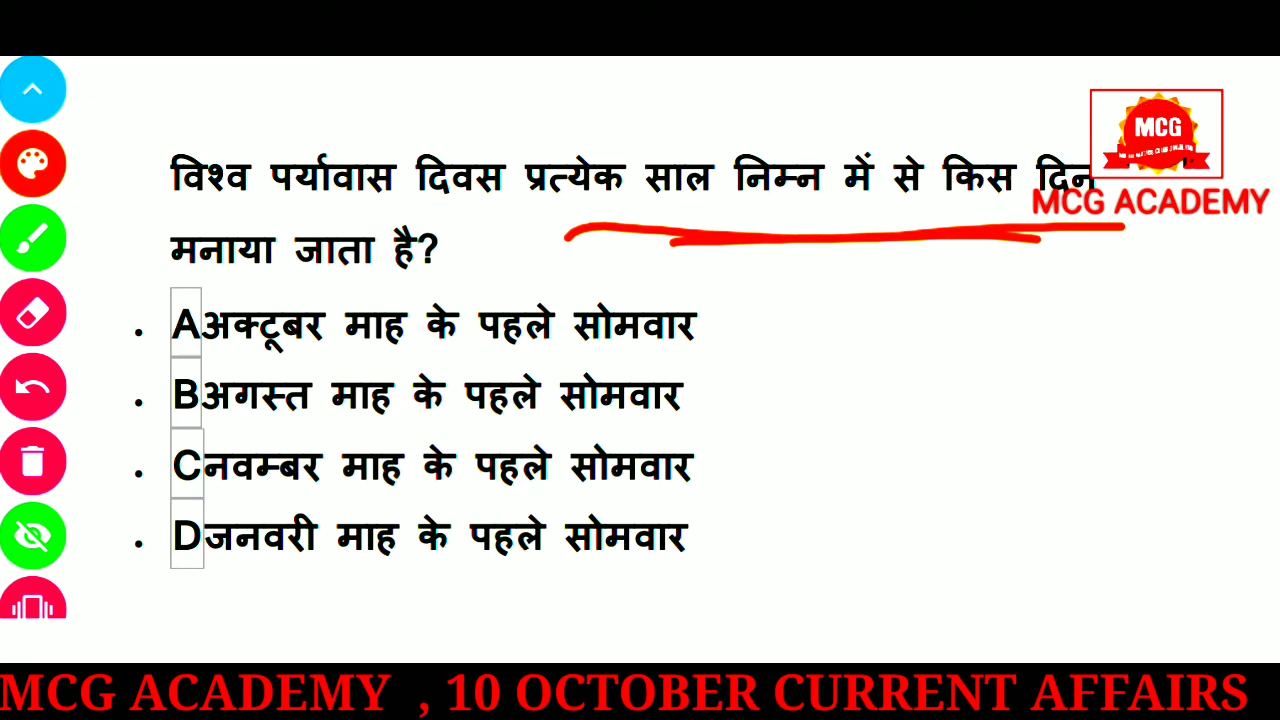 MCG
विश्व पर्यावास दिवस प्रत्येक साल निम्न में से किस दिन
MCG ACADEMY
मनाया जाता है?
. Aअक्टूबर माह के पहले सोमवार
. Bअगस्त माह के पहले सोमवार
. Cनवम्बर माह के पहले सोमवार
. Dजनवरी माह के पहले सोमवार
MCG ACADEMY , 10 OCTOBER CURRENT AFFAIRS